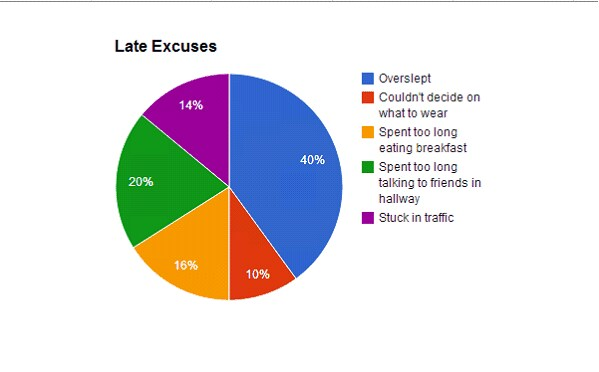 Late Excuses
14%
40%
20%
16%
10%
Overslept
Couldn't decide on
what to wear
Spent too long
eating breakfast
Spent too long
talking to friends in
hallway
Stuck in traffic